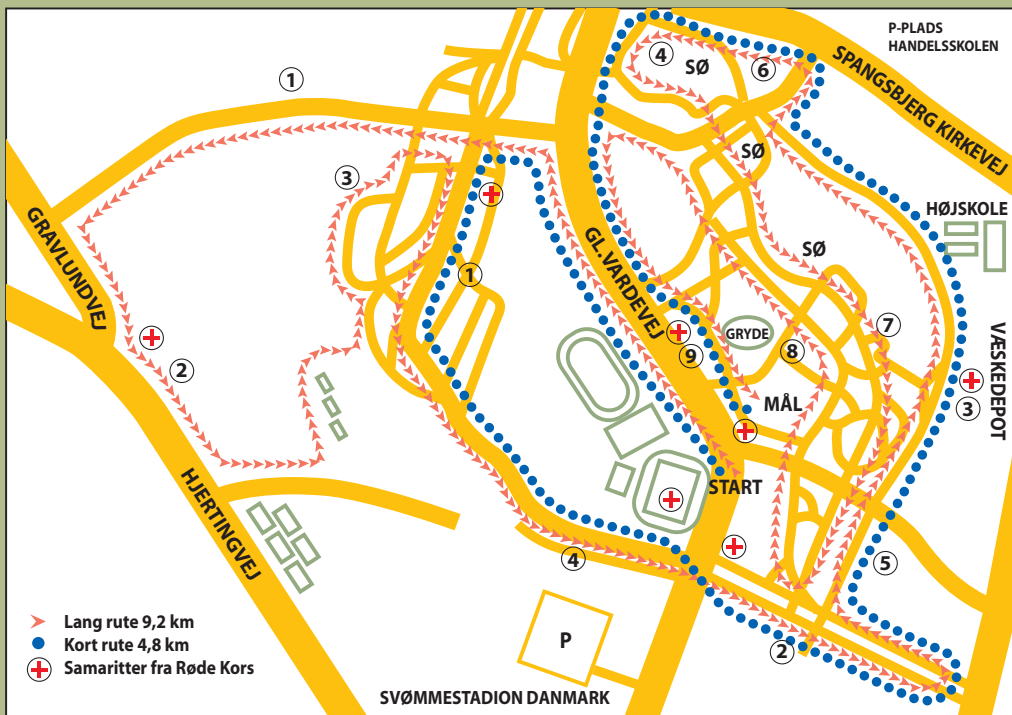 P-PLADS
HANDELSSKOLEN
SPANGSBJERG KIRKEVEJ
4
SØ
6
1
SØ
3
HØJSKOLE
GRAVLUNDVEJ
GL. VARDEVEJ
SØ
1
7
VÆSKEDEPOT
GRYDE
8
9
2
3
MÅL
START
HJERTINGVEJ
4
5
2
Lang rute 9,2 km
Kort rute 4,8 km
Samaritter fra Røde Kors
P
SVØMMESTADION DANMARK